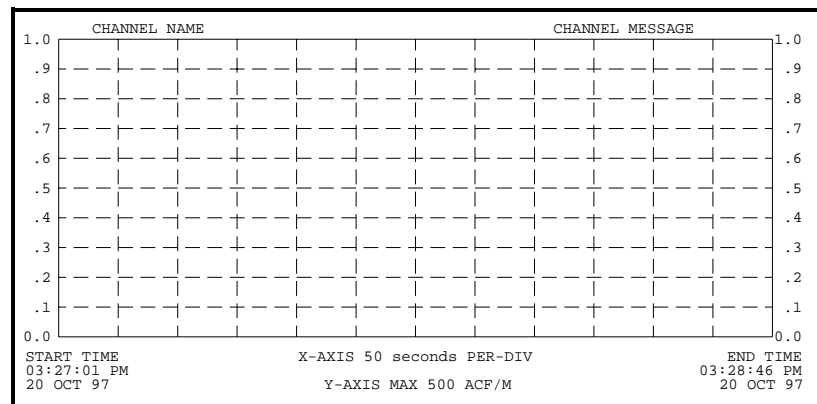 CHANNEL NAME CHANNEL MESSAGE
1.0 1.0
.9 .9
.8 .8
.7 .7
.6 .6
.5 .5
.4 .4
.3 .3
.2 .2
.1 .1
0.0 0.0
START TIME X-AXIS 50 seconds PER-DIV END TIME
03:27:01 PM 03:28:46 PM
20 OCT 97 Y-AXIS MAX 500 ACF/M 20 OCT 97